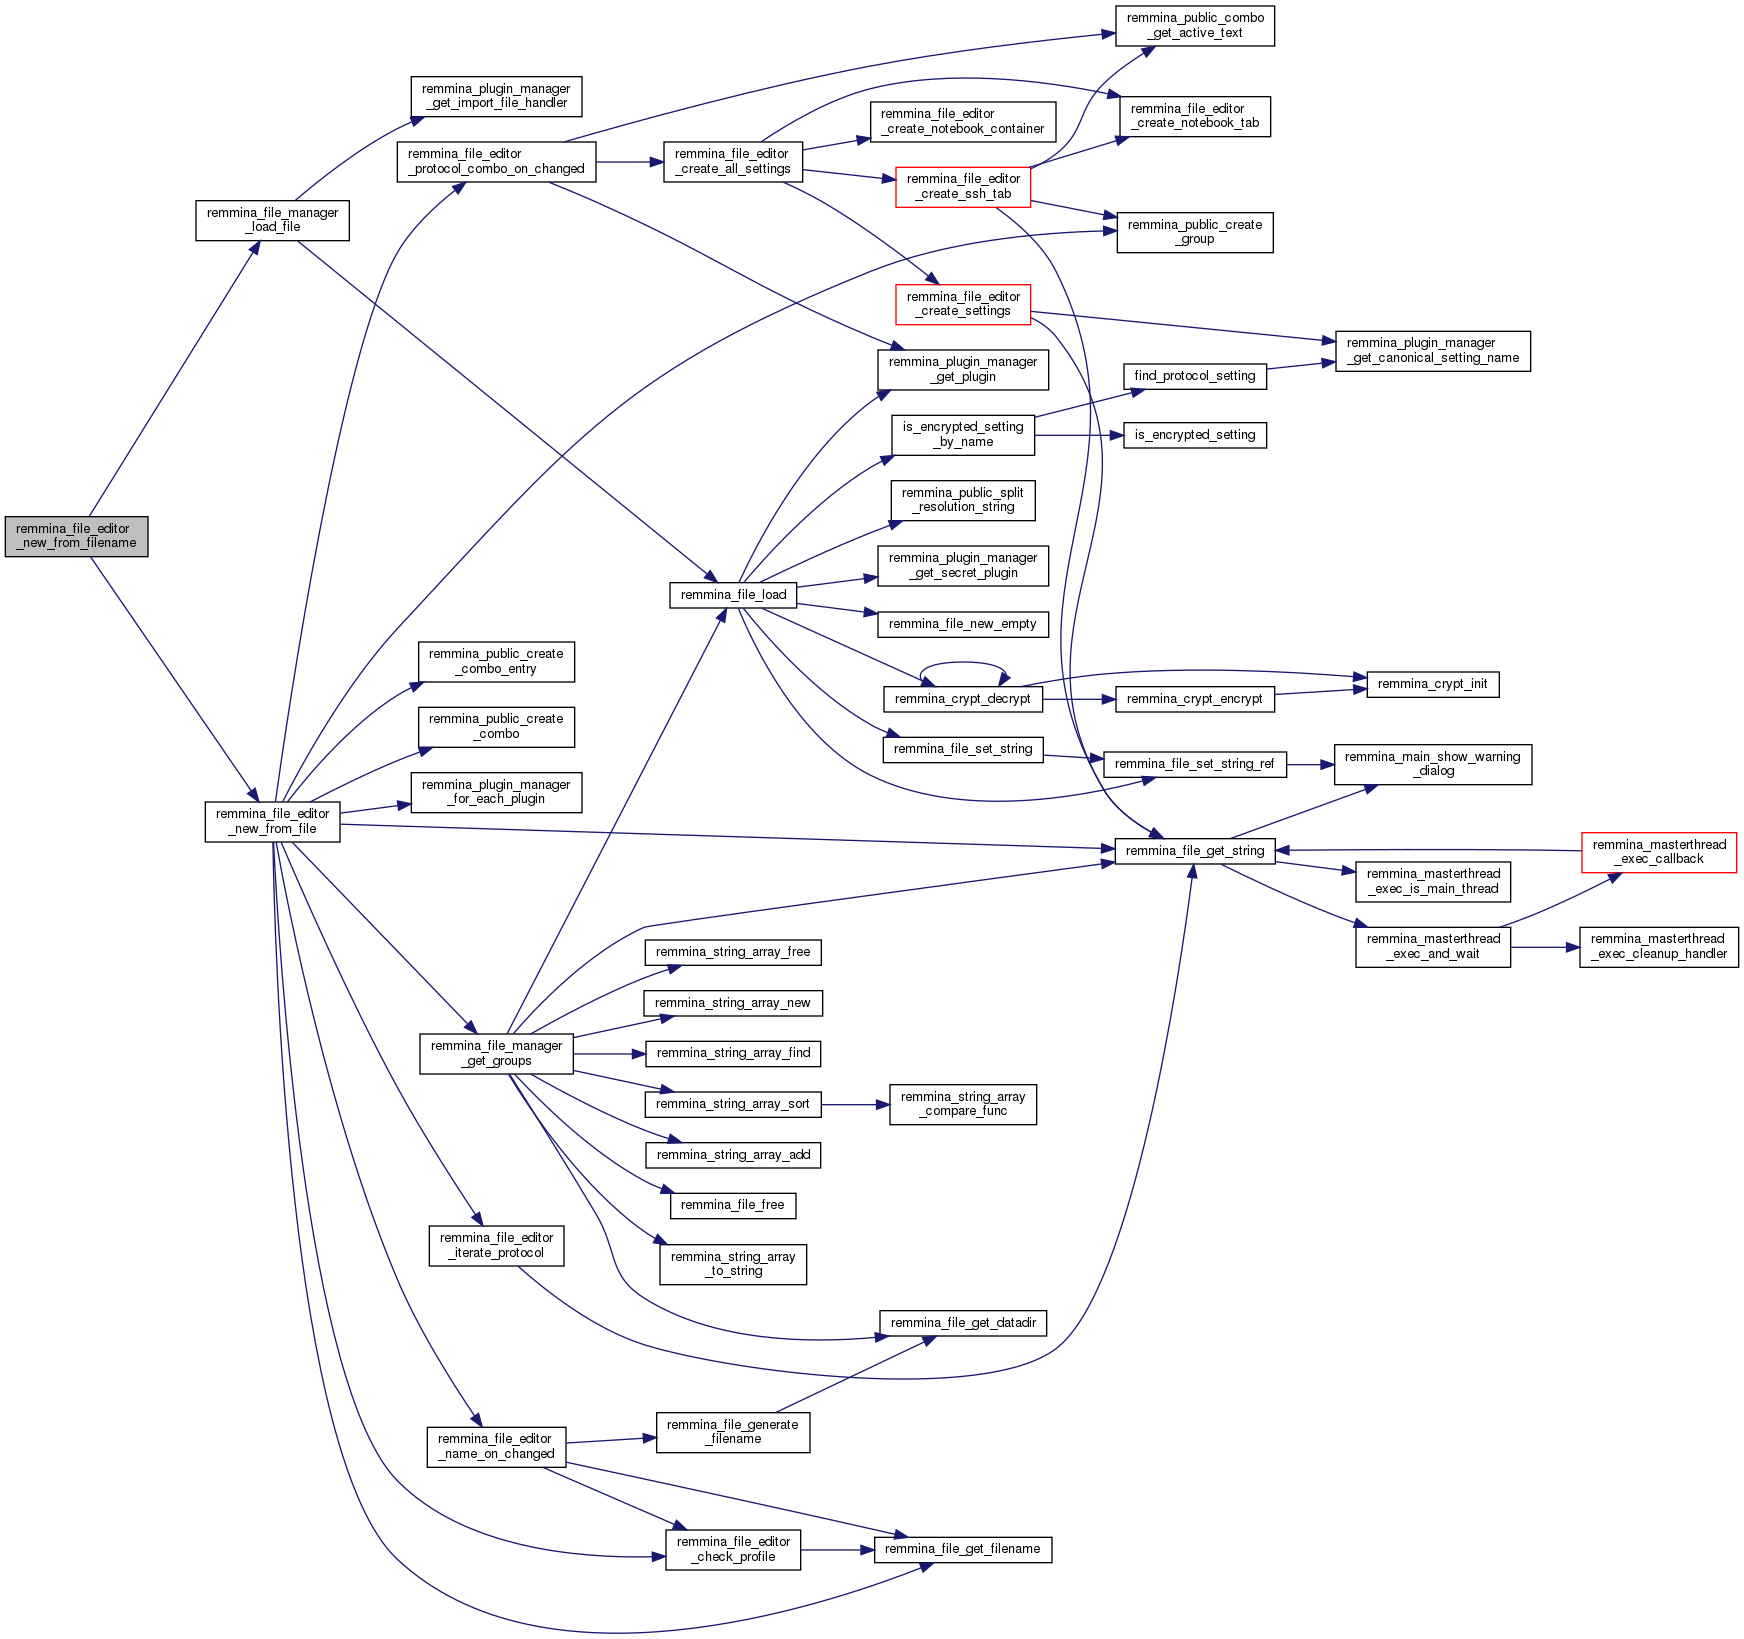 remmina_file_editor
_new_from_filename
remmina_file_manager
_load_file
remmina_file_editor
_new_from_file
remmina_plugin_manager
_get_import_file_handler
remmina_file_editor
_protocol_combo_on_changed
remmina_public_create
_combo_entry
remmina_public_create
_combo
remmina_plugin_manager
_for_each_plugin
remmina_file_manager
_get_groups
remmina_file_editor
_iterate_protocol
remmina_file_editor
_name_on_changed
remmina_file_editor
_create_all_settings
remmina_file_load
remmina_string_array_free
remmina_string_array_new
remmina_string_array_find
remmina_string_array_sort
remmina_string_array_add
remmina_file_free
remmina_string_array
_to_string
remmina_file_generate
_filename
remmina_file_editor
_check_profile
remmina_file_editor
_create_notebook_container
remmina_file_editor
_create_ssh_tab
remmina_file_editor
_create_settings
remmina_plugin_manager
_get_plugin
is_encrypted_setting
_by_name
remmina_public_split
_resolution_string
remmina_plugin_manager
_get_secret_plugin
remmina_file_new_empty
remmina_crypt_decrypt
remmina_file_set_string
remmina_string_array
_compare_func
remmina_file_get_datadir
remmina_file_get_filename
remmina_public_combo
_get_active_text
remmina_file_editor
_create_notebook_tab
remmina_public_create
_group
find_protocol_setting
is_encrypted_setting
remmina_crypt_encrypt
remmina_file_set_string_ref
remmina_file_get_string
remmina_plugin_manager
_get_canonical_setting_name
remmina_crypt_init
remmina_main_show_warning
_dialog
remmina_masterthread
_exec_is_main_thread
remmina_masterthread
_exec_and_wait
remmina_masterthread
_exec_callback
remmina_masterthread
_exec_cleanup_handler